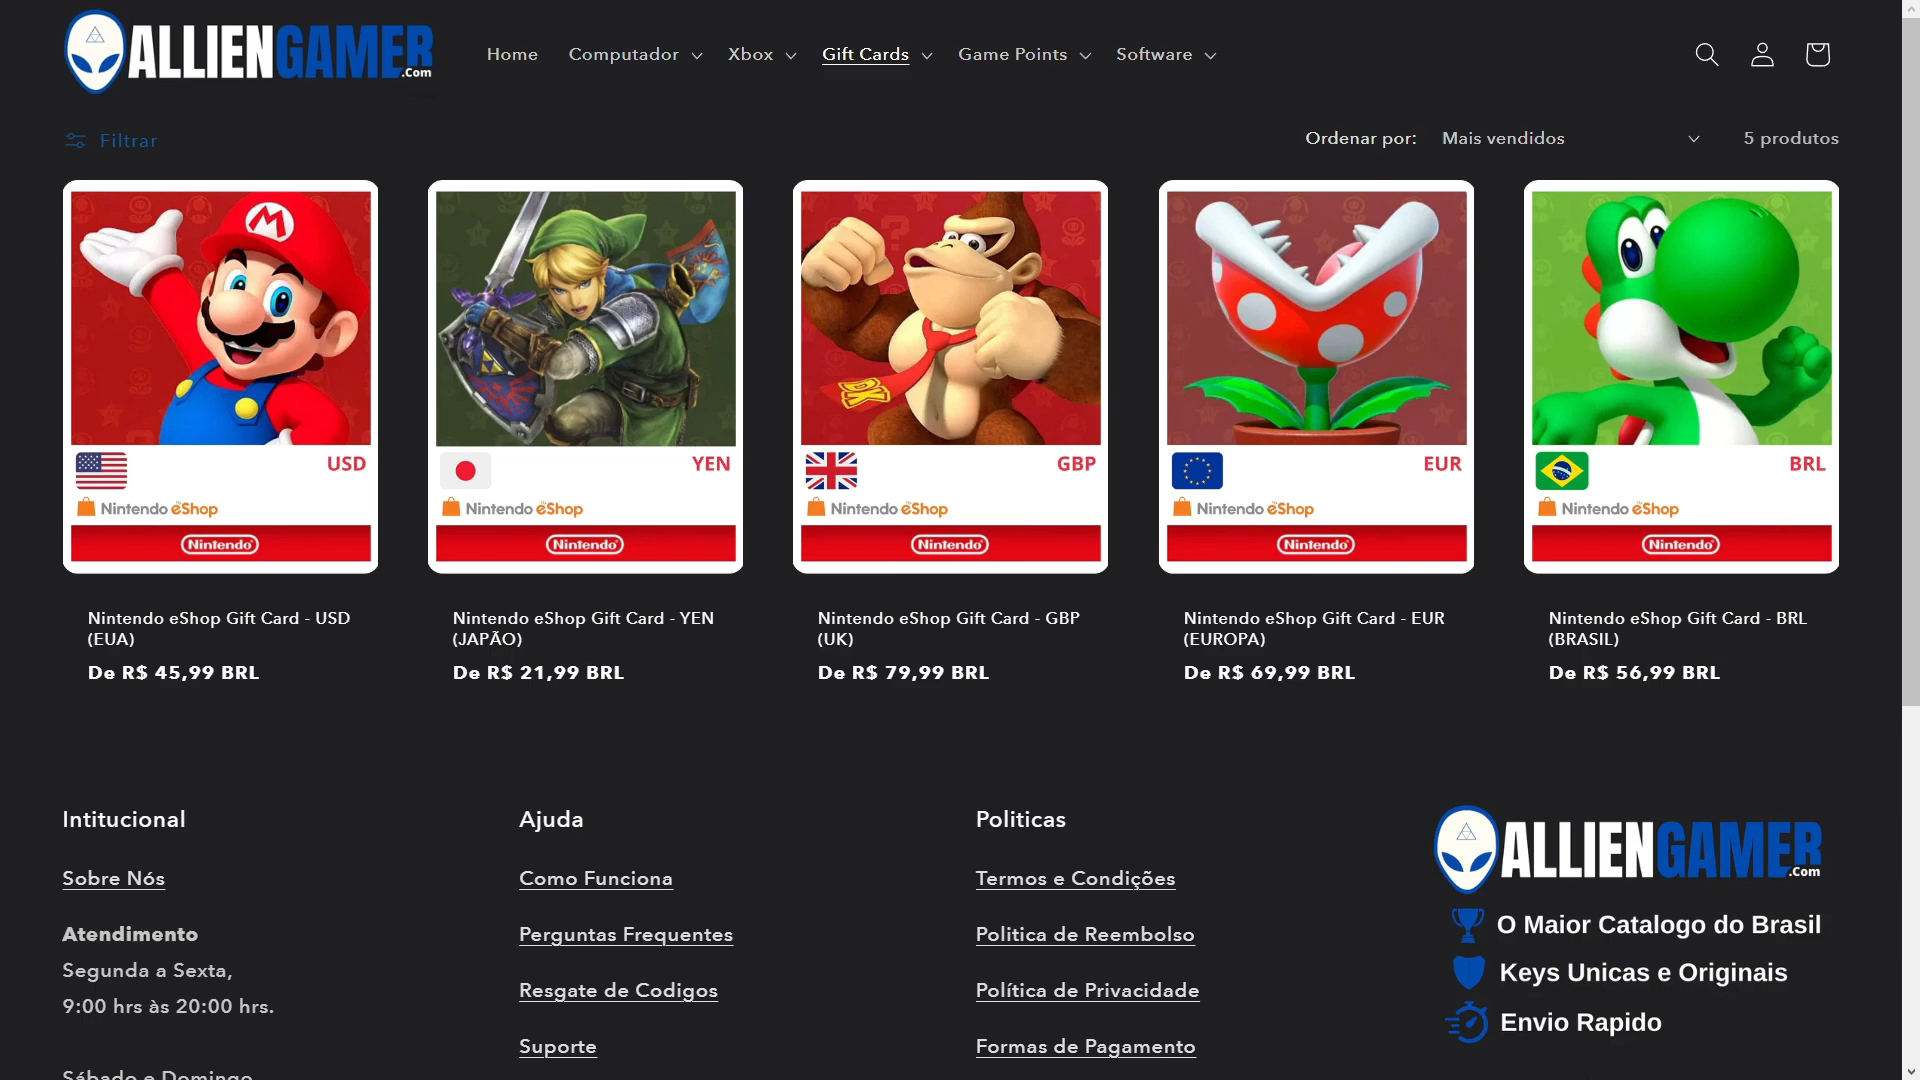 ALLIENGAMER
.Com
Home
Computador
Xbox
Gift Cards
Game Points
Software
Filtrar
Ordenar por:
Mais vendidos
5 produtos
M
DK
USD
Nintendo eShop
Nintendo
YEN
Nintendo eShop
Nintendo
GBP
Nintendo eShop
Nintendo
EUR
Nintendo eShop
Nintendo
BRL
Nintendo eShop
Nintendo
Nintendo eShop Gift Card - USD
(EUA)
De R$ 45,99 BRL
Nintendo eShop Gift Card - YEN
(JAPÃO)
De R$ 21,99 BRL
Nintendo eShop Gift Card - GBP
(UK)
De R$ 79,99 BRL
Nintendo eShop Gift Card - EUR
(EUROPA)
De R$ 69,99 BRL
Nintendo eShop Gift Card - BRL
(BRASIL)
De R$ 56,99 BRL
Intitucional
Sobre Nós
Atendimento
Segunda a Sexta,
9:00 hrs às 20:00 hrs.
Sábado e Domingo
Ajuda
Como Funciona
Perguntas Frequentes
Resgate de Codigos
Suporte
Politicas
Termos e Condições
Politica de Reembolso
Política de Privacidade
Formas de Pagamento
ALLIENGAMER
.Com
O Maior Catalogo do Brasil
Keys Unicas e Originais
Envio Rapido